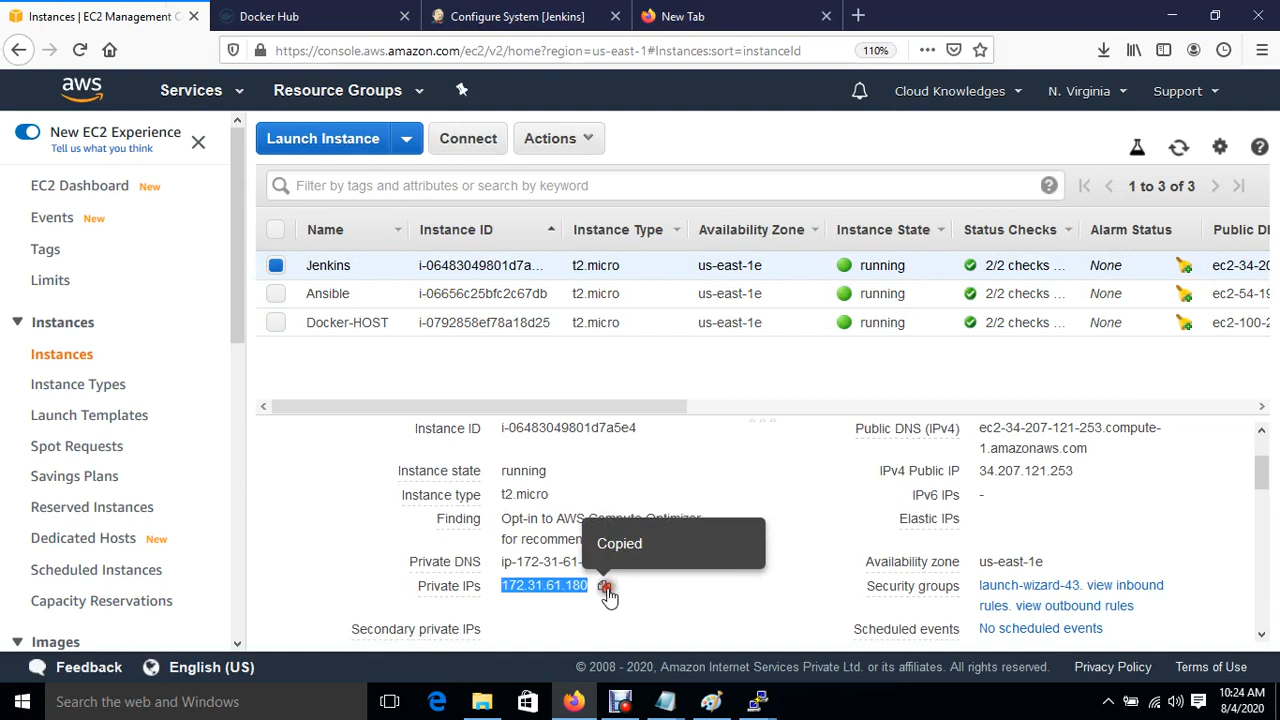 Instances | EC2 Management C
Docker Hub
Configure System [Jenkins]
New Tab
https://console.aws.amazon.com/ec2/v2/home?region=us-east-1#Instances:sort=instanceId
110%
aws
Services
Resource Groups
Cloud Knowledges
N. Virginia
Support
New EC2 Experience
Tell us what you think
EC2 Dashboard New
Events New
Tags
Limits
Instances
Instances
Instance Types
Launch Templates
Spot Requests
Savings Plans
Reserved Instances
Dedicated Hosts New
Scheduled Instances
Capacity Reservations
Images
Launch Instance
Connect
Actions
Filter by tags and attributes or search by keyword
1 to 3 of 3
Name Instance ID Instance Type Availability Zone Instance State Status Checks Alarm Status Public DI
Jenkins i-06483049801d7a... t2.micro us-east-1e running 2/2 checks ... None ec2-34-20
Ansible i-06656c25bfc2c67db t2.micro us-east-1e running 2/2 checks ... None ec2-54-19
Docker-HOST i-0792858ef78a18d25 t2.micro us-east-1e running 2/2 checks ... None ec2-100-2
Instance ID i-06483049801d7a5e4
Instance state running
Instance type t2.micro
Finding Opt-in to AWS Compute Optimizer
for recommen
Copied
Private DNS ip-172-31-61-
Private IPs 172.31.61.180
Secondary private IPs
Public DNS (IPv4) ec2-34-207-121-253.compute-
1.amazonaws.com
IPv4 Public IP 34.207.121.253
IPv6 IPs -
Elastic IPs
Availability zone us-east-1e
Security groups launch-wizard-43. view inbound
rules. view outbound rules
Scheduled events No scheduled events
Feedback
English (US)
© 2008 - 2020, Amazon Internet Services Private Ltd. or its affiliates. All rights reserved.
Privacy Policy
Terms of Use
Search the web and Windows
10:24 AM
8/4/2020